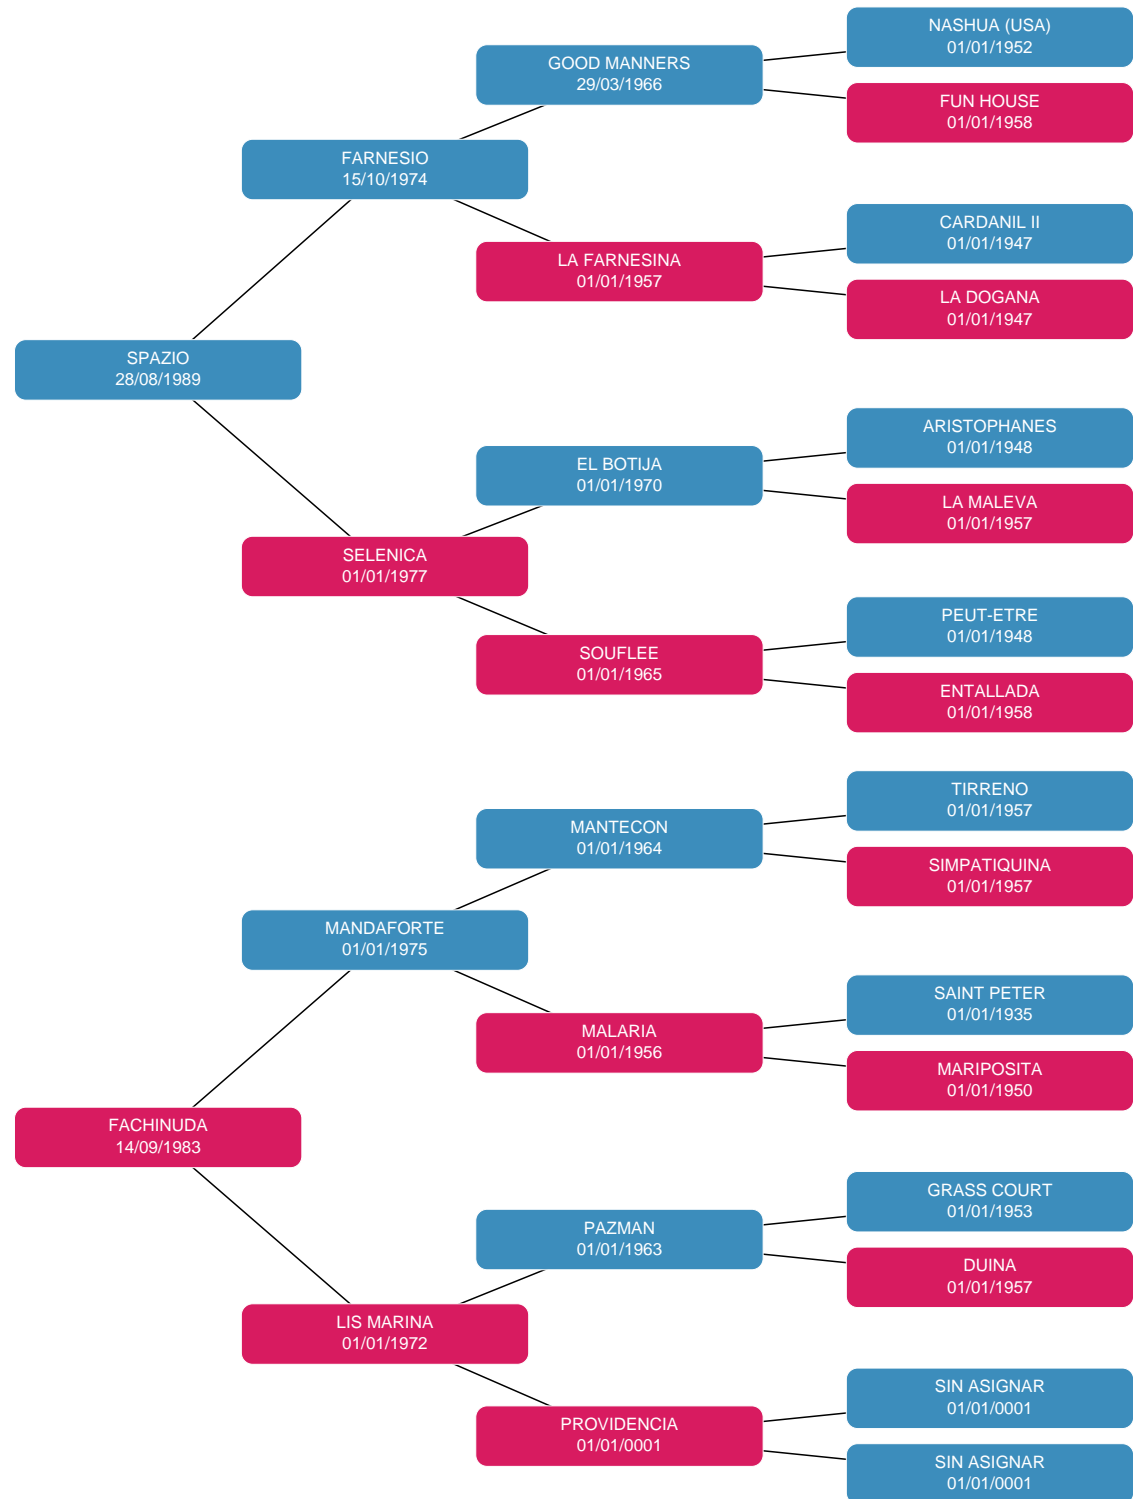 NASHUA (USA)
01/01/1952
GOOD MANNERS
29/03/1966
FUN HOUSE
01/01/1958
FARNESIO
15/10/1974
CARDANIL II
01/01/1947
LA FARNESINA
01/01/1957
LA DOGANA
01/01/1947
SPAZIO
28/08/1989
ARISTOPHANES
01/01/1948
EL BOTIJA
01/01/1970
LA MALEVA
01/01/1957
SELENICA
01/01/1977
PEUT-ETRE
01/01/1948
SOUFLEE
01/01/1965
ENTALLADA
01/01/1958
TIRRENO
01/01/1957
MANTECON
01/01/1964
SIMPATIQUINA
01/01/1957
MANDAFORTE
01/01/1975
SAINT PETER
01/01/1935
MALARIA
01/01/1956
MARIPOSITA
01/01/1950
FACHINUDA
14/09/1983
GRASS COURT
01/01/1953
PAZMAN
01/01/1963
DUINA
01/01/1957
LIS MARINA
01/01/1972
SIN ASIGNAR
01/01/0001
PROVIDENCIA
01/01/0001
SIN ASIGNAR
01/01/0001